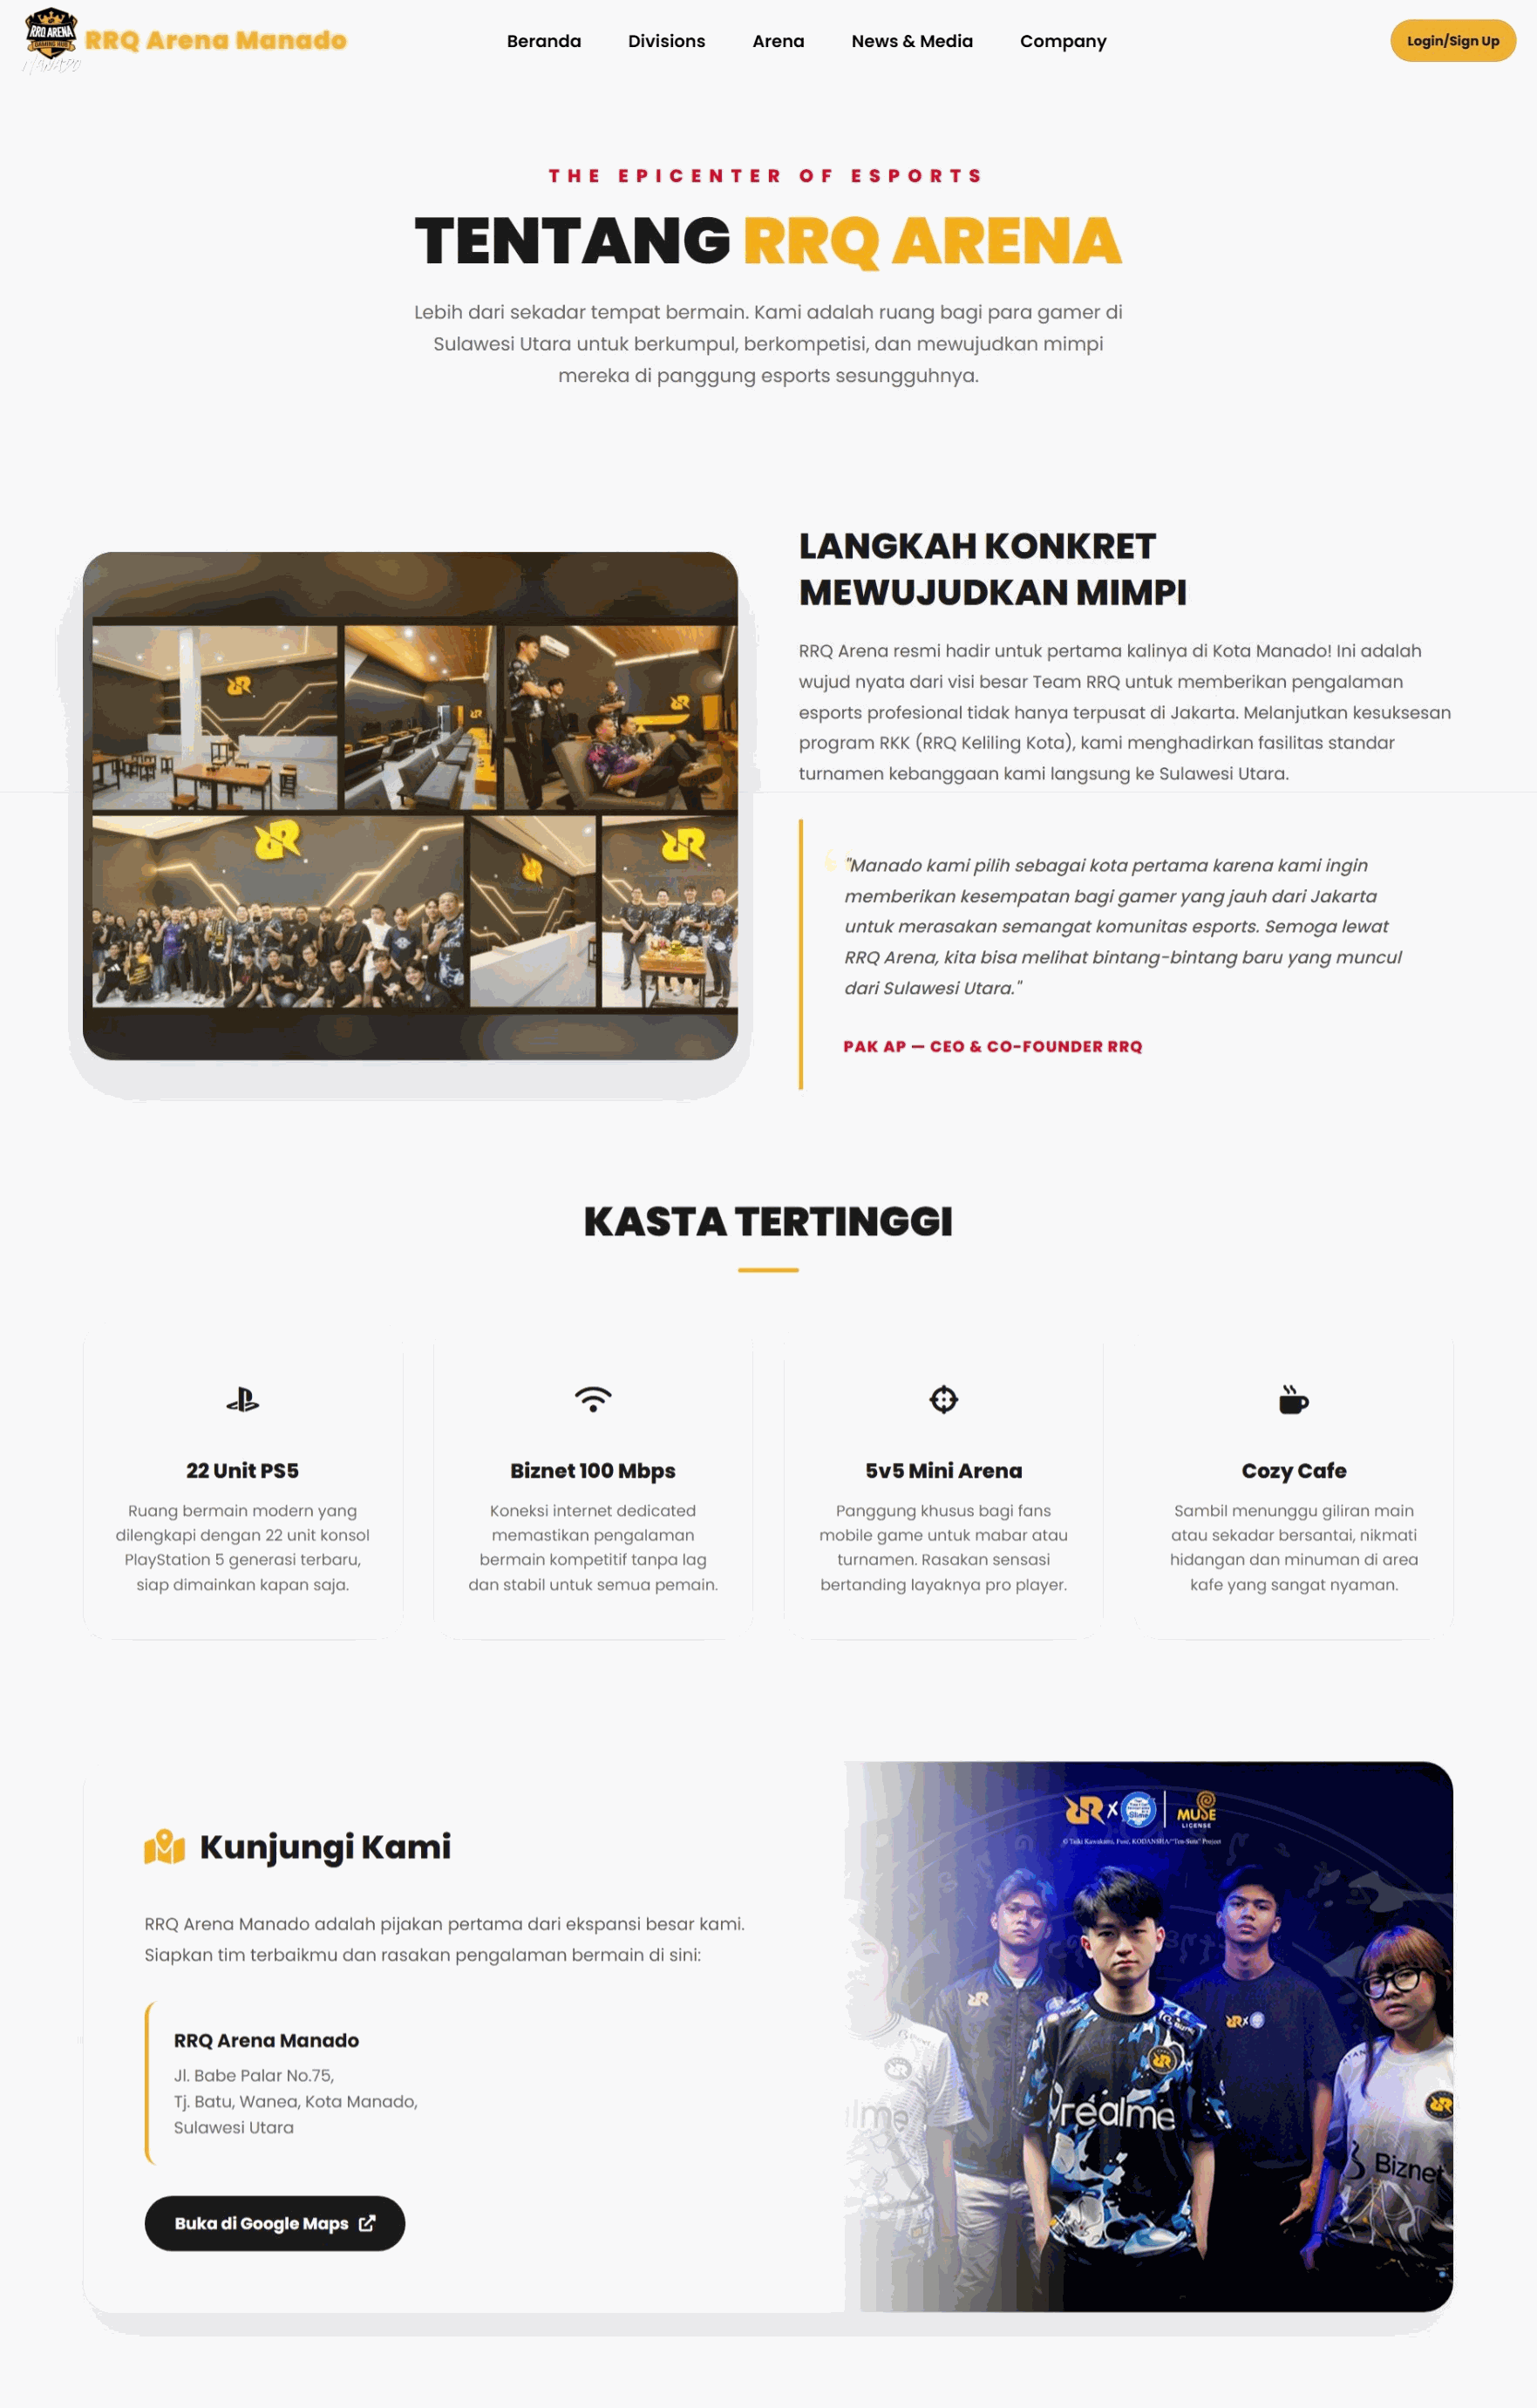 RRQ ARENA
GAMING HUB
Manado
RRQ Arena Manado
Beranda
Divisions
Arena
News & Media
Company
Login/Sign Up
THE EPICENTER OF ESPORTS
TENTANG RRQ ARENA
Lebih dari sekadar tempat bermain. Kami adalah ruang bagi para gamer di
Sulawesi Utara untuk berkumpul, berkompetisi, dan mewujudkan mimpi
mereka di panggung esports sesungguhnya.
LANGKAH KONKRET
MEWUJUDKAN MIMPI
RRQ Arena resmi hadir untuk pertama kalinya di Kota Manado! Ini adalah
wujud nyata dari visi besar Team RRQ untuk memberikan pengalaman
esports profesional tidak hanya terpusat di Jakarta. Melanjutkan kesuksesan
program RKK (RRQ Keliling Kota), kami menghadirkan fasilitas standar
turnamen kebanggaan kami langsung ke Sulawesi Utara.
"Manado kami pilih sebagai kota pertama karena kami ingin
memberikan kesempatan bagi gamer yang jauh dari Jakarta
untuk merasakan semangat komunitas esports. Semoga lewat
RRQ Arena, kita bisa melihat bintang-bintang baru yang muncul
dari Sulawesi Utara."
PAK AP — CEO & CO-FOUNDER RRQ
KASTA TERTINGGI
22 Unit PS5
Ruang bermain modern yang
dilengkapi dengan 22 unit konsol
PlayStation 5 generasi terbaru,
siap dimainkan kapan saja.
Biznet 100 Mbps
Koneksi internet dedicated
memastikan pengalaman
bermain kompetitif tanpa lag
dan stabil untuk semua pemain.
5v5 Mini Arena
Panggung khusus bagi fans
mobile game untuk mabar atau
turnamen. Rasakan sensasi
bertanding layaknya pro player.
Cozy Cafe
Sambil menunggu giliran main
atau sekadar bersantai, nikmati
hidangan dan minuman di area
kafe yang sangat nyaman.
Kunjungi Kami
RRQ Arena Manado adalah pijakan pertama dari ekspansi besar kami.
Siapkan tim terbaikmu dan rasakan pengalaman bermain di sini:
RRQ Arena Manado
Jl. Babe Palar No.75,
Tj. Batu, Wanea, Kota Manado,
Sulawesi Utara
Buka di Google Maps
X
MUSE
LICENSE
© Taiki Kawakami, Fuse, KODANSHA/"Ten-Sura" Project
realme
Biznet